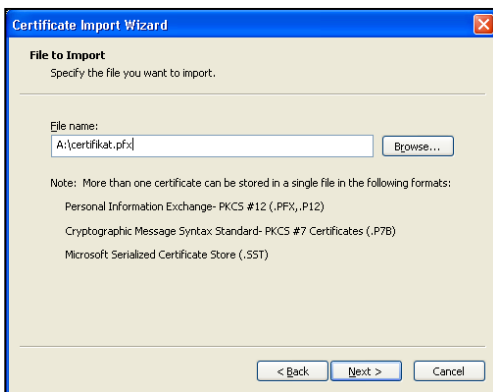 Certificate Import Wizard
File to Import
Specify the file you want to import.
File name:
A:\certifikat.pfx
Browse...
Note: More than one certificate can be stored in a single file in the following formats:
Personal Information Exchange- PKCS #12 (.PFX,.P12)
Cryptographic Message Syntax Standard- PKCS #7 Certificates (.P7B)
Microsoft Serialized Certificate Store (.SST)
< Back Next > Cancel